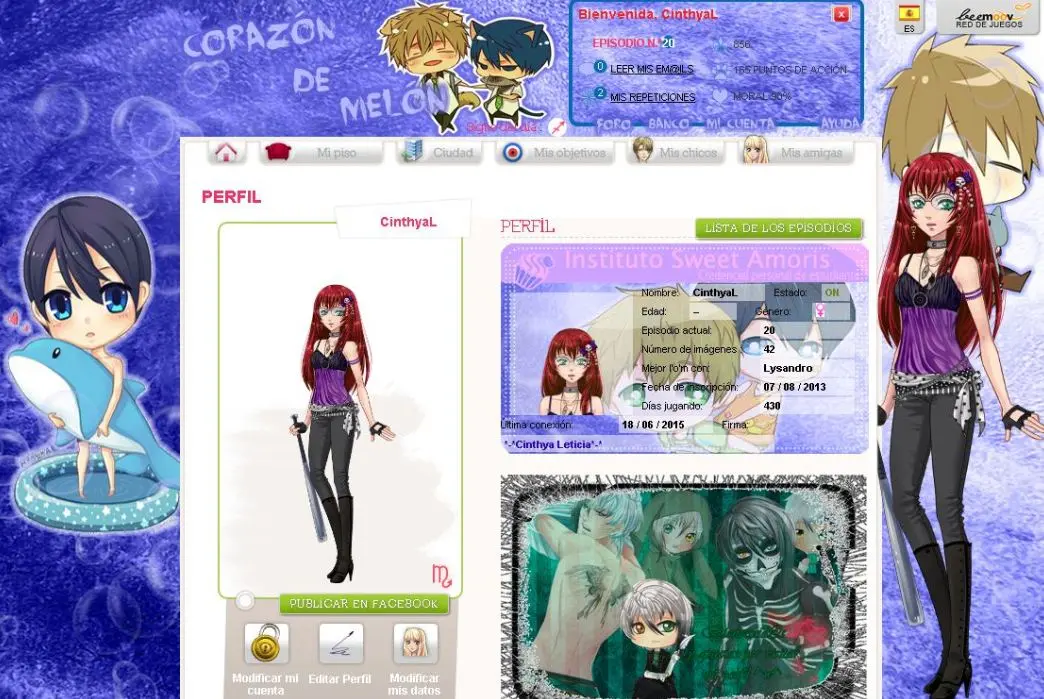 CORAZÓN
DE
MELÓN
Bienvenida, CinthyaL
EPISODIO N.º 20
0 LEER MIS EM@ILS
165 PUNTOS DE ACCIÓN
2 MIS REPETICIONES
MORAL 90%
FORO BANCO MI CUENTA AYUDA
ES
beemoov
RED DE JUEGOS
Signo del día:
Mi piso Ciudad Mis objetivos Mis chicos Mis amigas
PERFIL
CinthyaL
PERFIL
LISTA DE LOS EPISODIOS
Instituto Sweet Amoris
Credencial personal de estudiante
Nombre: CinthyaL Estado: ON
Edad: – Género:
Episodio actual: 20
Número de imágenes: 42
Mejor l'o'm con: Lysandro
Fecha de inscripción: 07 / 08 / 2013
Días jugando: 430
Última conexión: 18 / 06 / 2015 Firma:
*-*Cinthya Leticia*-*
PUBLICAR EN FACEBOOK
Modificar mi
cuenta
Editar Perfil
Modificar
mis datos